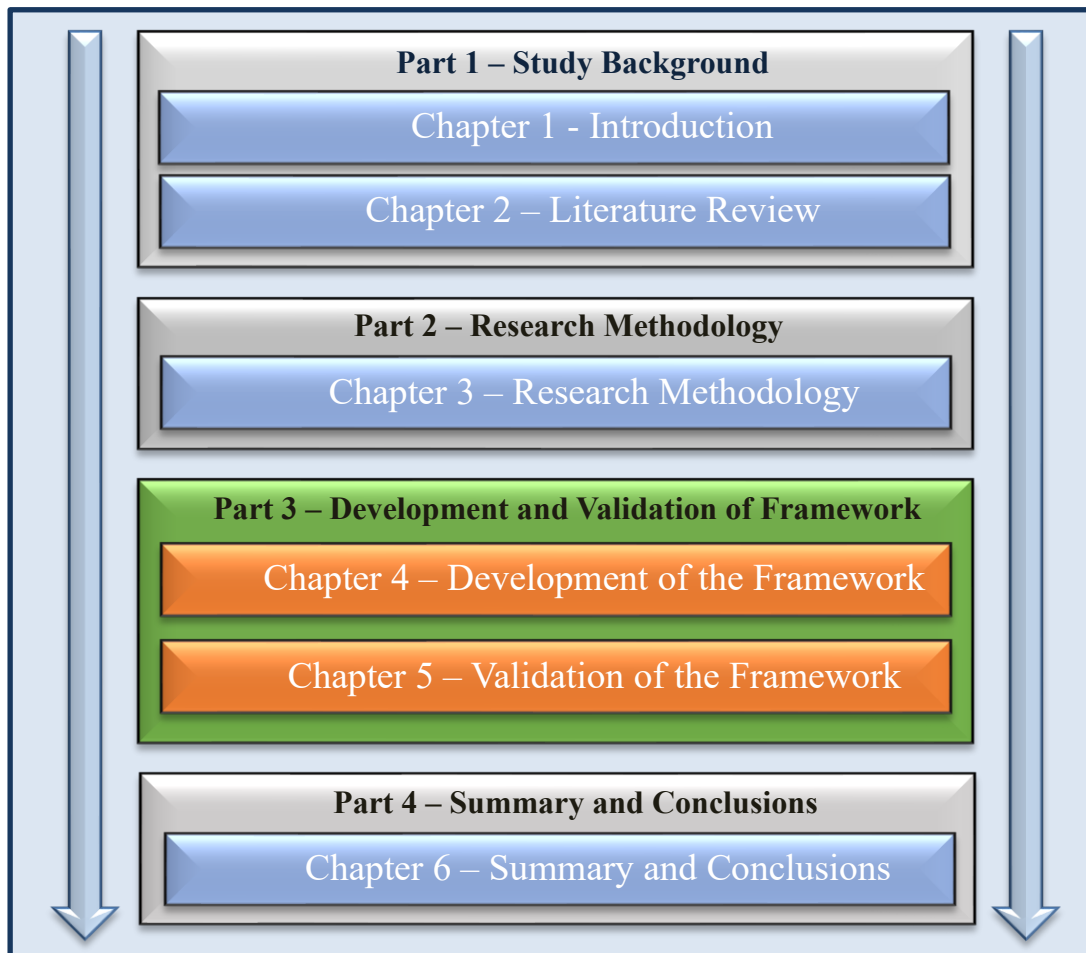 Part 1 – Study Background
Chapter 1 - Introduction
Chapter 2 – Literature Review
Part 2 – Research Methodology
Chapter 3 – Research Methodology
Part 3 – Development and Validation of Framework
Chapter 4 – Development of the Framework
Chapter 5 – Validation of the Framework
Part 4 – Summary and Conclusions
Chapter 6 – Summary and Conclusions